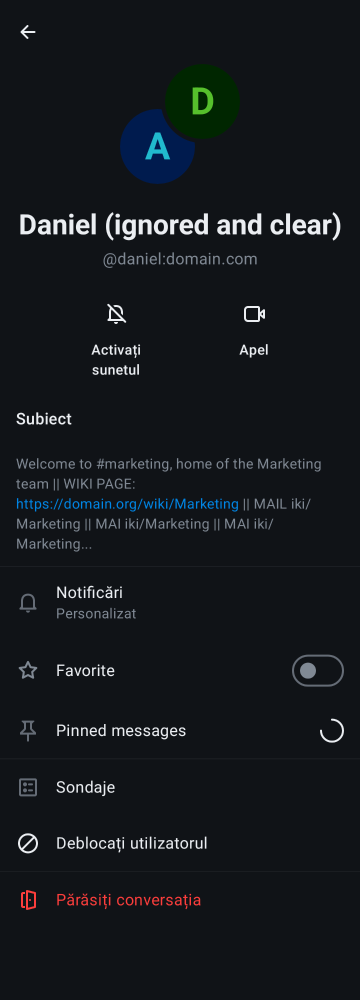 D
A
Daniel (ignored and clear)
@daniel:domain.com
Activați
sunetul
Apel
Subiect
Welcome to #marketing, home of the Marketing
team || WIKI PAGE:
https://domain.org/wiki/Marketing || MAIL iki/
Marketing || MAI iki/Marketing || MAI iki/
Marketing...
Notificări
Personalizat
Favorite
Pinned messages
Sondaje
Deblocați utilizatorul
Părăsiți conversația